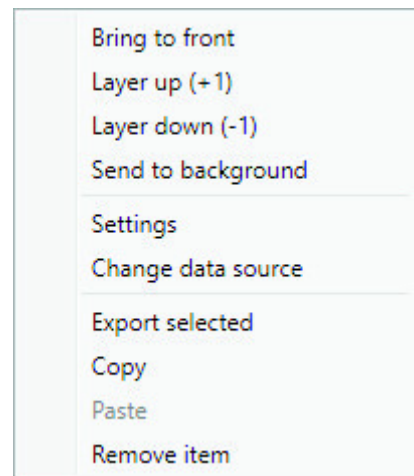 Bring to front
Layer up (+1)
Layer down (-1)
Send to background
Settings
Change data source
Export selected
Copy
Paste
Remove item